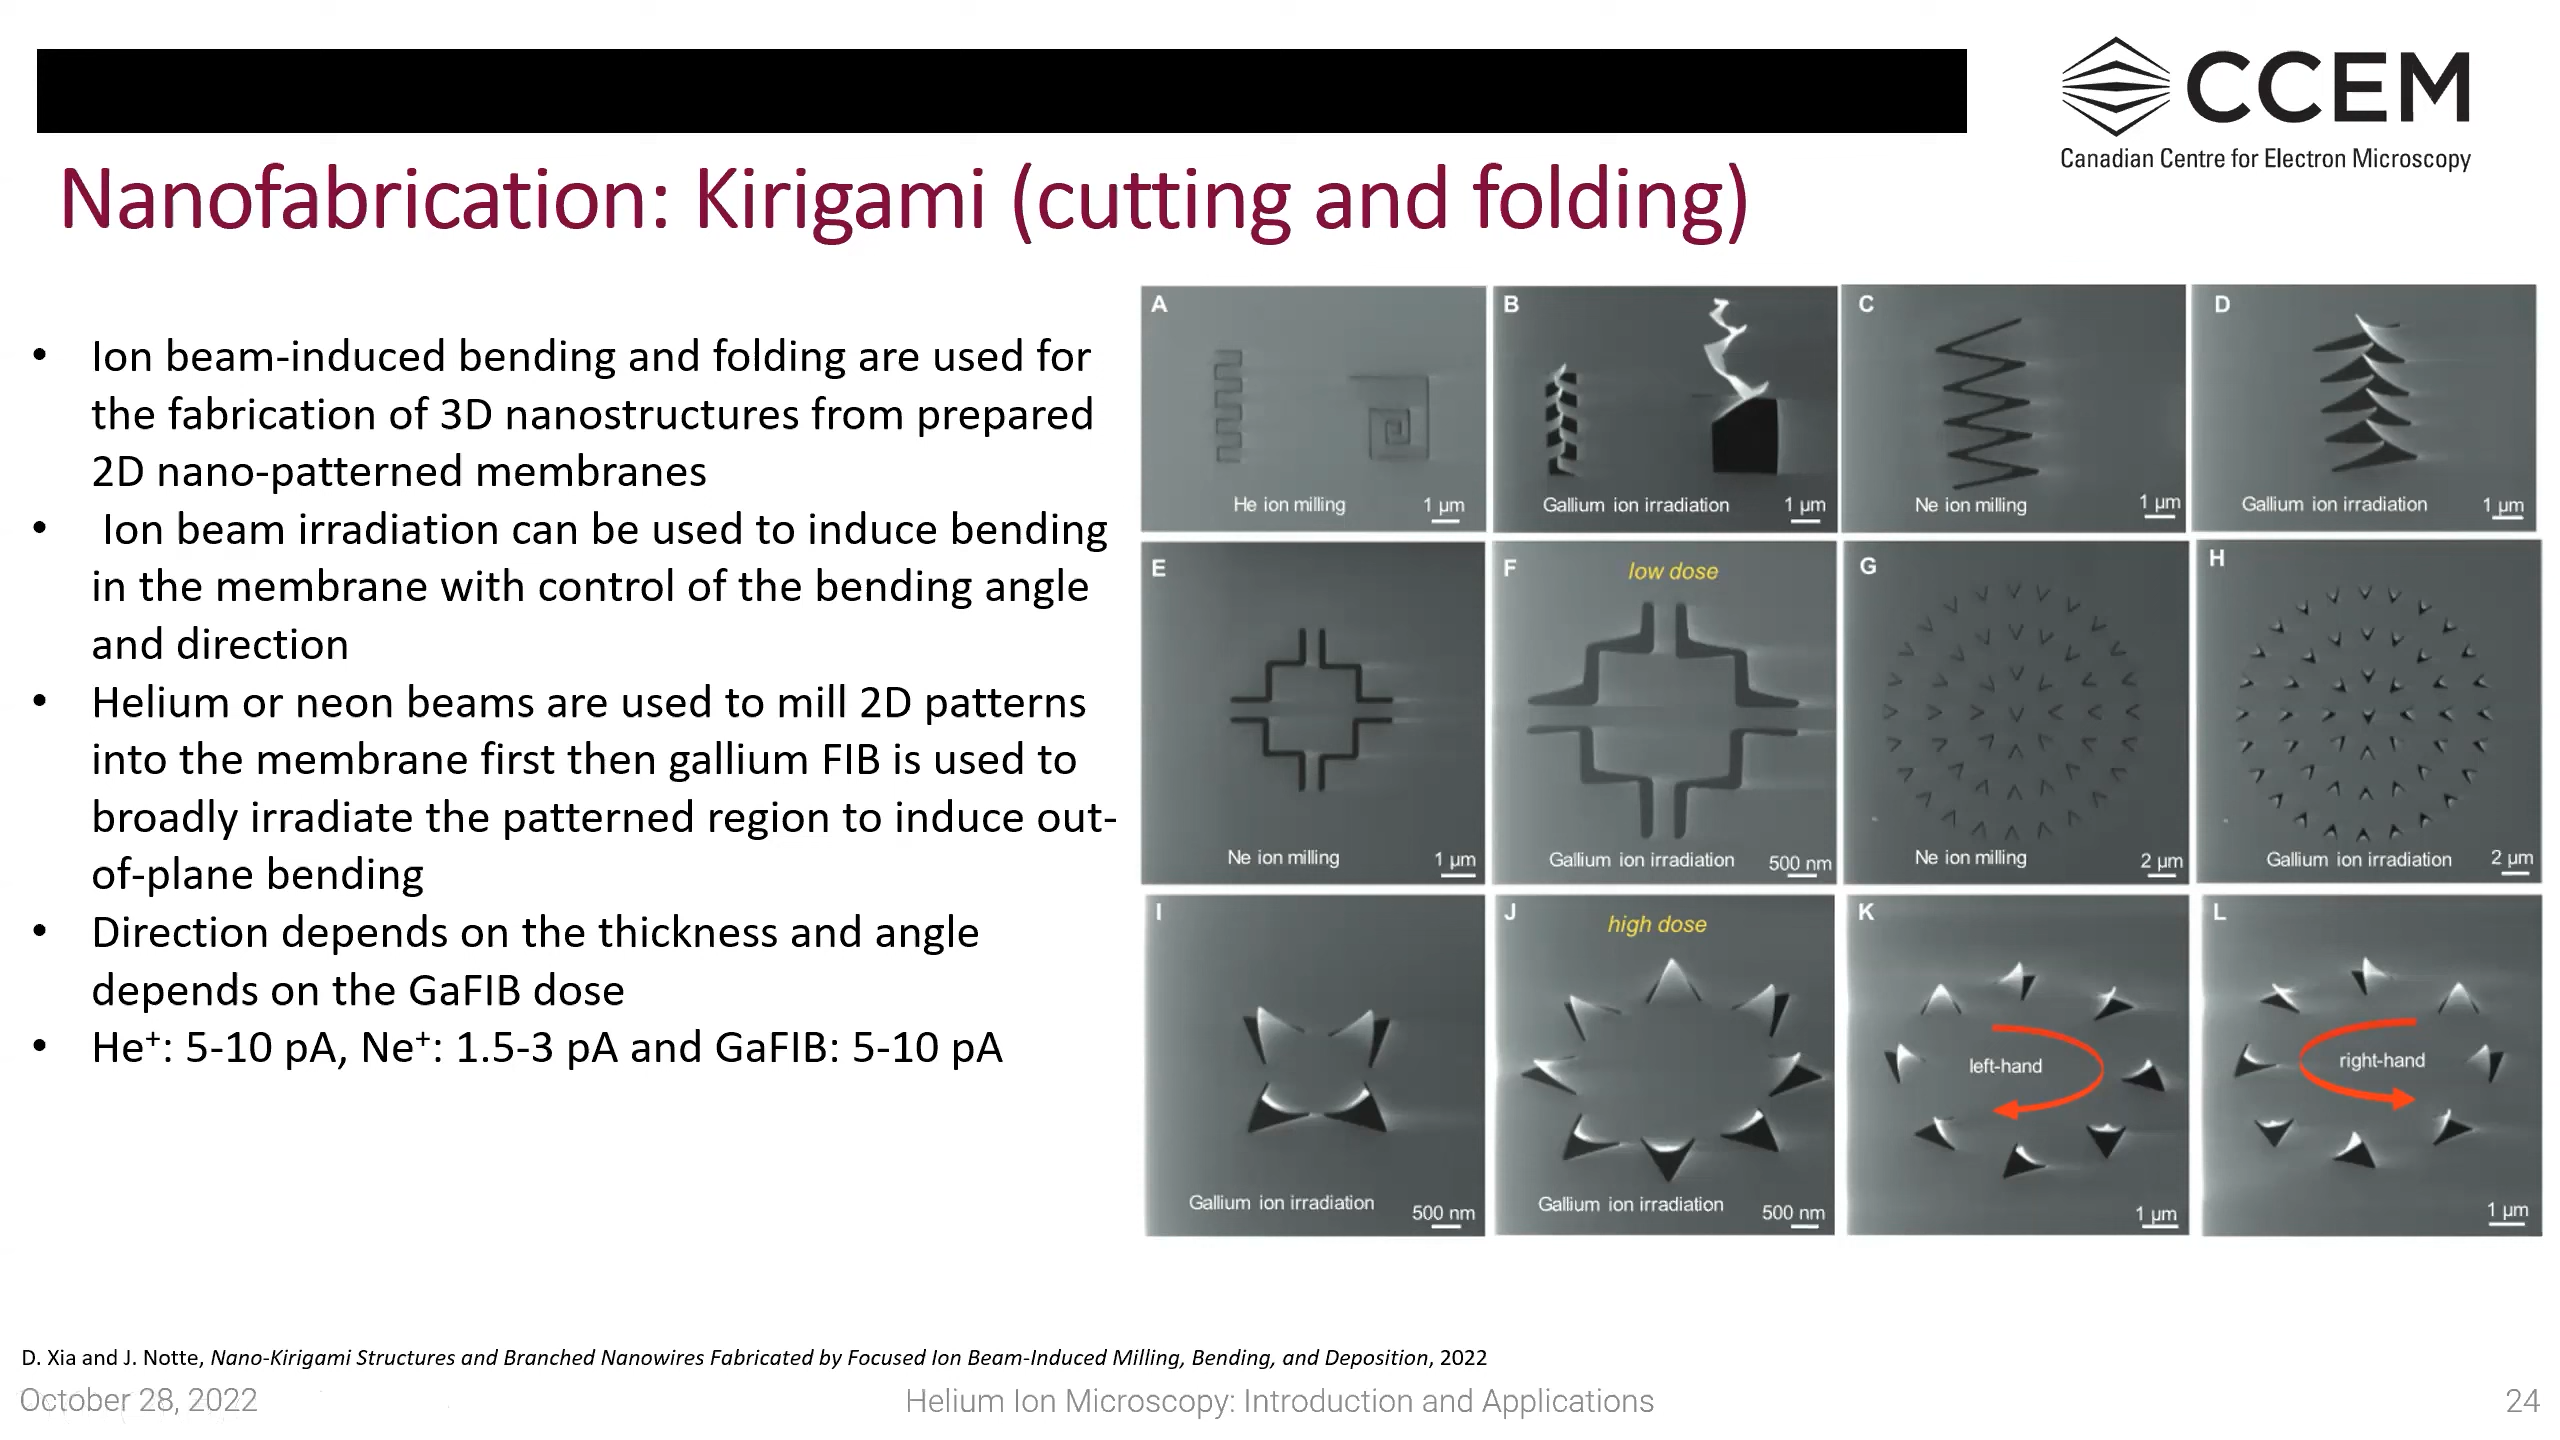 CCEM
Canadian Centre for Electron Microscopy
Nanofabrication: Kirigami (cutting and folding)
• Ion beam-induced bending and folding are used for
the fabrication of 3D nanostructures from prepared
2D nano-patterned membranes
• Ion beam irradiation can be used to induce bending
in the membrane with control of the bending angle
and direction
• Helium or neon beams are used to mill 2D patterns
into the membrane first then gallium FIB is used to
broadly irradiate the patterned region to induce out-
of-plane bending
• Direction depends on the thickness and angle
depends on the GaFIB dose
• He⁺: 5-10 pA, Ne⁺: 1.5-3 pA and GaFIB: 5-10 pA
A
He ion milling 1 µm
B
Gallium ion irradiation 1 µm
C
Ne ion milling 1 µm
D
Gallium ion irradiation 1 µm
E
Ne ion milling 1 µm
F
low dose
Gallium ion irradiation 500 nm
G
Ne ion milling 2 µm
H
Gallium ion irradiation 2 µm
I
Gallium ion irradiation 500 nm
J
high dose
Gallium ion irradiation 500 nm
K
left-hand
1 µm
L
right-hand
1 µm
D. Xia and J. Notte, Nano-Kirigami Structures and Branched Nanowires Fabricated by Focused Ion Beam-Induced Milling, Bending, and Deposition, 2022
October 28, 2022
Helium Ion Microscopy: Introduction and Applications
24